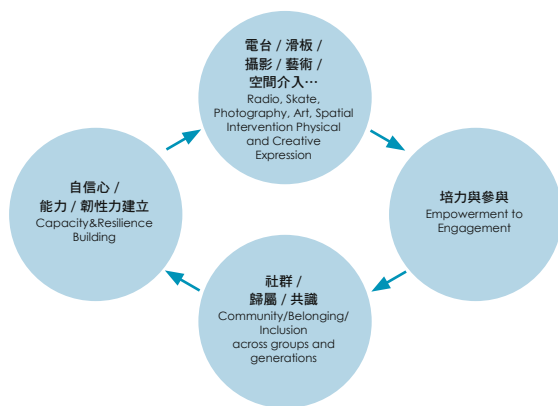 電台 / 滑板 /
攝影 / 藝術 /
空間介入⋯
Radio, Skate,
Photography, Art, Spatial
Intervention Physical
and Creative
Expression
自信心 /
能力 / 韌性力建立
Capacity&Resilience
Building
培力與參與
Empowerment to
Engagement
社群 /
歸屬 / 共識
Community/Belonging/
Inclusion
across groups and
generations